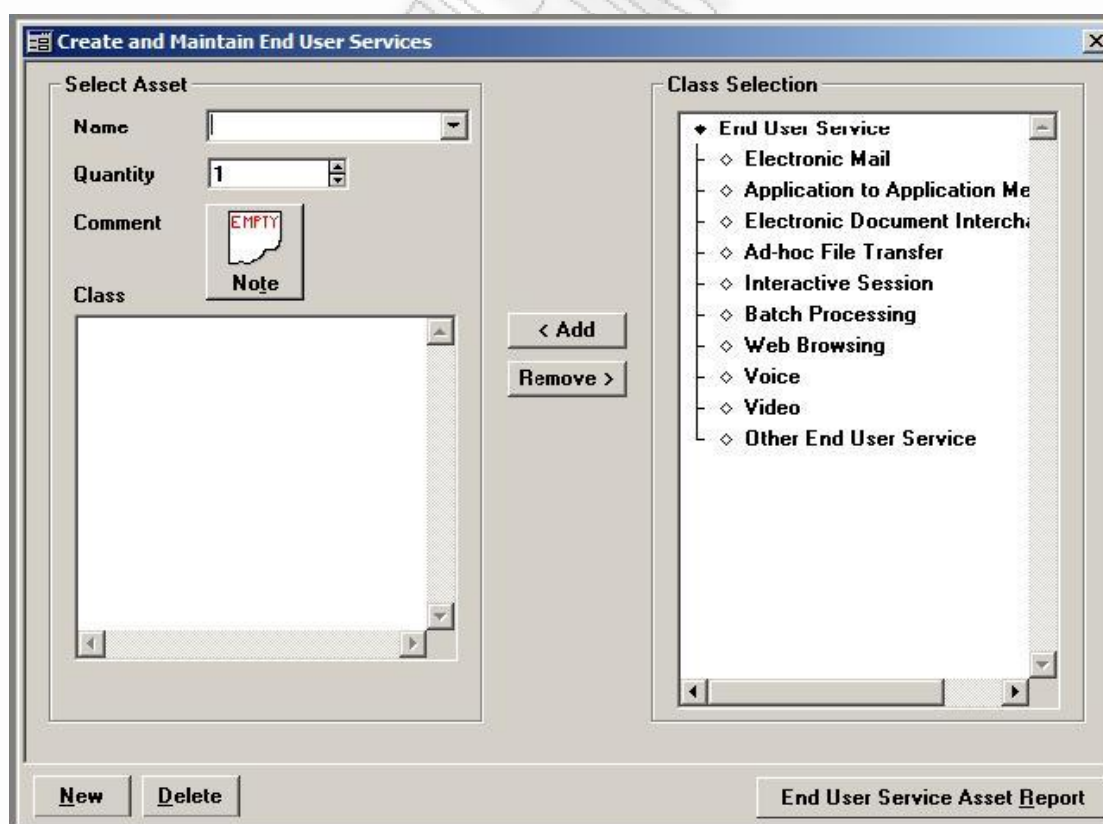 Create and Maintain End User Services
Select Asset
Name
Quantity 1
Comment
EMPTY
Note
Class
< Add
Remove >
Class Selection
End User Service
Electronic Mail
Application to Application Me
Electronic Document Intercha
Ad-hoc File Transfer
Interactive Session
Batch Processing
Web Browsing
Voice
Video
Other End User Service
New
Delete
End User Service Asset Report